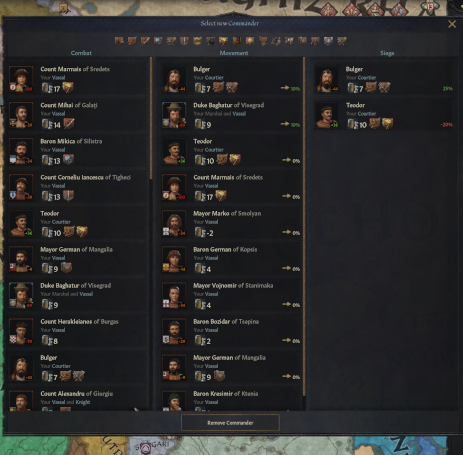 Select new Commander
Combat
Count Marmais of Sredets
Your Vassal
17
Count Mihai of Galați
Your Vassal
14
Baron Mikica of Silistra
Your Vassal
13
Count Corneliu Iancescu of Tigheci
Your Vassal
13
Teodor
Your Courtier
10
Mayor German of Mangalia
Your Vassal
9
Duke Baghatur of Visegrad
Your Marshal and Vassal
9
Count Herakleianos of Burgas
Your Vassal
8
Bulger
Your Courtier
7
Count Alexandru of Giurgiu
Your Vassal and Knight
Movement
Bulger
Your Courtier
7
10%
Duke Baghatur of Visegrad
Your Marshal and Vassal
9
10%
Teodor
Your Courtier
10
0%
Count Marmais of Sredets
Your Vassal
17
0%
Mayor Marko of Smolyan
Your Vassal
-2
0%
Baron German of Kopsis
Your Vassal
4
0%
Mayor Vojnomir of Stanimaka
Your Vassal
4
0%
Baron Bozidar of Tsepina
Your Vassal
2
0%
Mayor German of Mangalia
Your Vassal
9
0%
Baron Kresimir of Ktenia
Your Vassal
Siege
Bulger
Your Courtier
7
Teodor
Your Courtier
10
-20%
Remove Commander
GARI